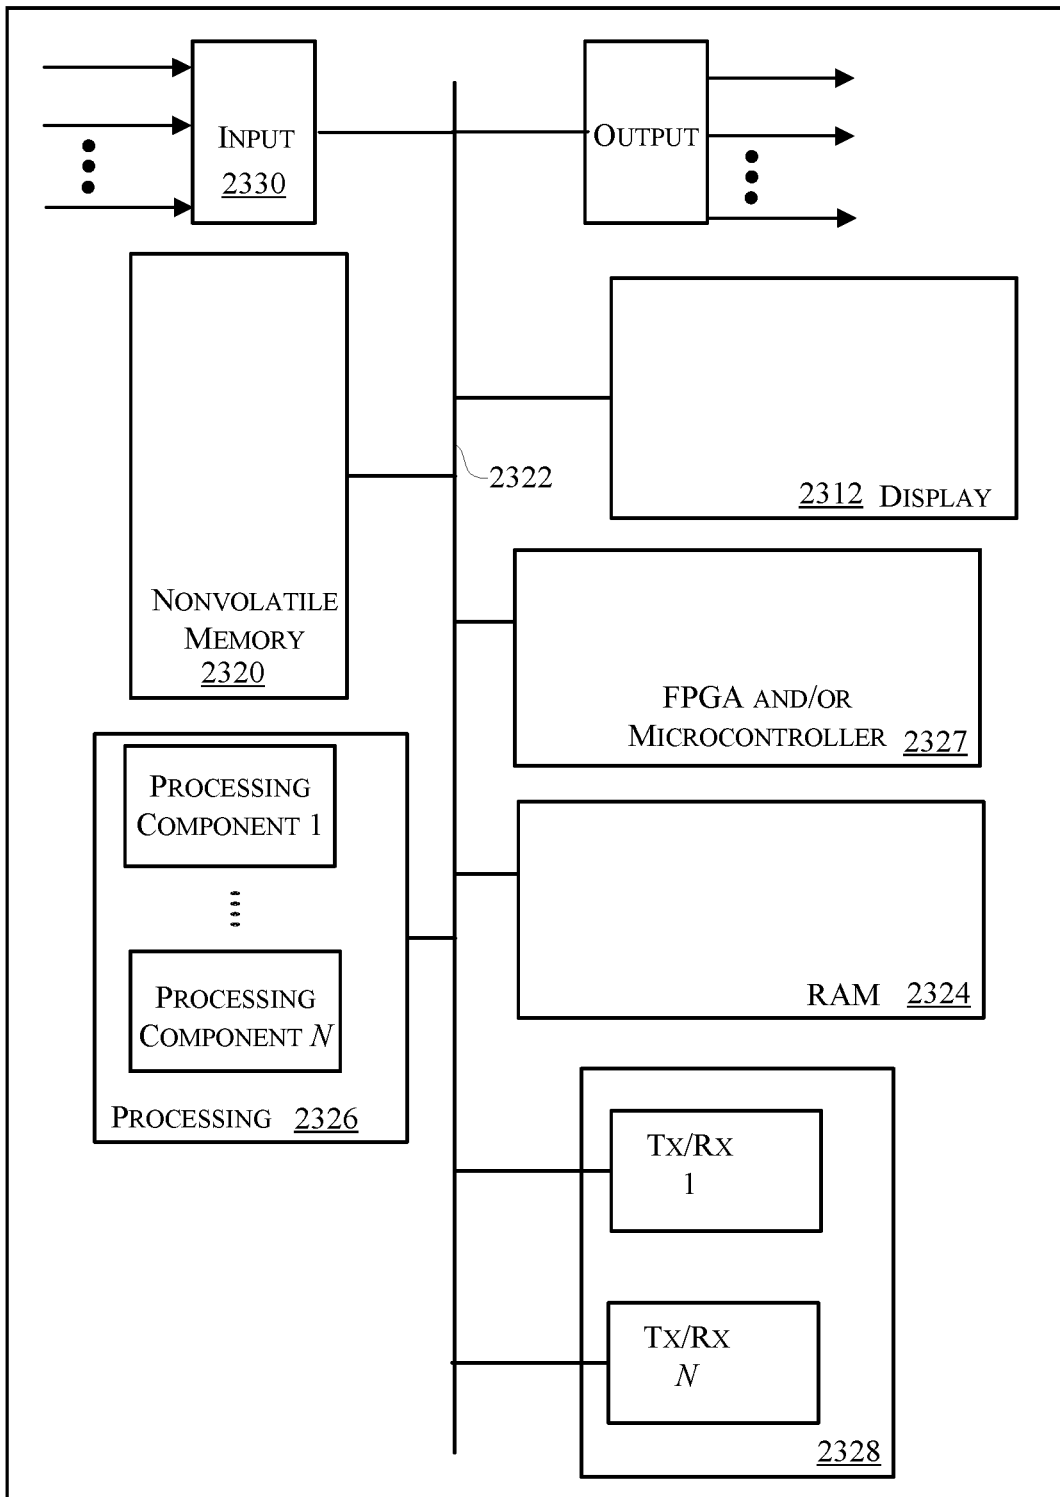 INPUT
2330
OUTPUT
2322
2312 DISPLAY
NONVOLATILE
MEMORY
2320
FPGA AND/OR
MICROCONTROLLER 2327
PROCESSING
COMPONENT 1
PROCESSING
COMPONENT N
PROCESSING 2326
RAM 2324
TX/RX
1
TX/RX
N
2328